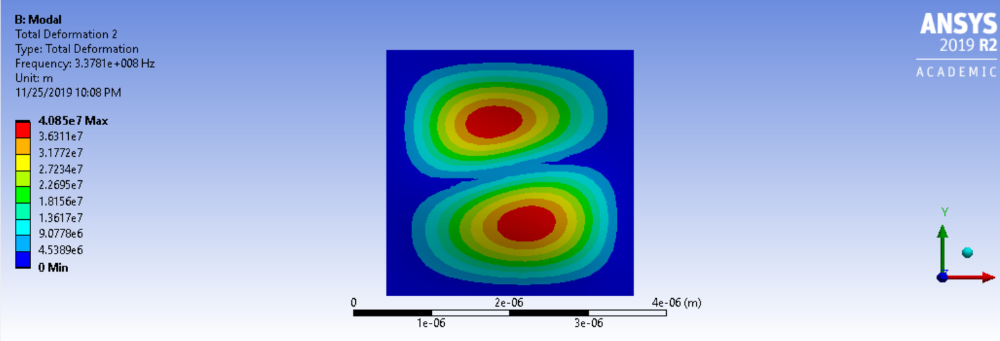 B: Modal
Total Deformation 2
Type: Total Deformation
Frequency: 3.3781e+008 Hz
Unit: m
11/25/2019 10:08 PM
4.085e7 Max
3.6311e7
3.1772e7
2.7234e7
2.2695e7
1.8156e7
1.3617e7
9.0778e6
4.5389e6
0 Min
ANSYS
2019 R2
ACADEMIC
0
2e-06
4e-06 (m)
1e-06
3e-06
Y
Z